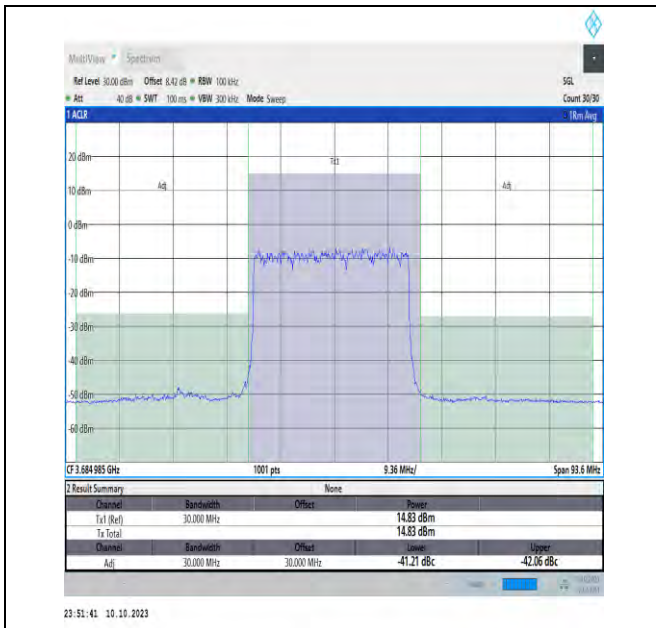 MultiView Spectrum
Ref Level 30.00 dBm Offset 8.42 dB RBW 100 kHz SGL
Att 40 dB SWT 100 ms VBW 300 kHz Mode Sweep Count 30/30
1 ACLR 1Rm Avg
20 dBm
Tx1
10 dBm Adj Adj
0 dBm
-10 dBm
-20 dBm
-30 dBm
-40 dBm
-50 dBm
-60 dBm
CF 3.684985 GHz 1001 pts 9.36 MHz/ Span 93.6 MHz
2 Result Summary None
Channel Bandwidth Offset Power
Tx1 (Ref) 30.000 MHz 14.83 dBm
Tx Total 14.83 dBm
Channel Bandwidth Offset Lower Upper
Adj 30.000 MHz 30.000 MHz -41.21 dBc -42.06 dBc
23:51:41 10.10.2023